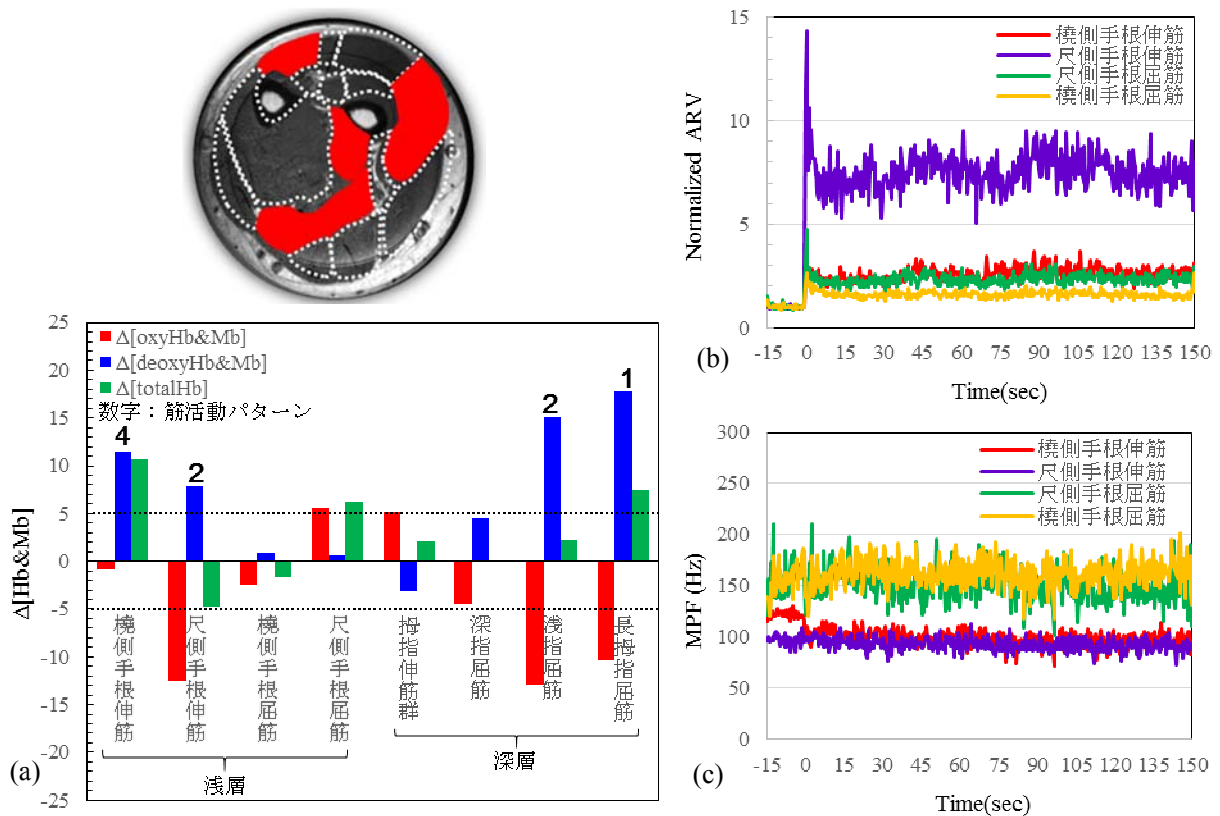 25
20
15
10
5
0
-5
-10
-15
-20
-25
Δ[Hb&Mb]
Δ[oxyHb&Mb]
Δ[deoxyHb&Mb]
Δ[totalHb]
数字：筋活動パターン
4
2
2
1
橈側手根伸筋
尺側手根伸筋
橈側手根屈筋
尺側手根屈筋
拇指伸筋群
深指屈筋
浅指屈筋
長拇指屈筋
浅層
深層
(a)
(b)
15
10
5
0
Normalized ARV
橈側手根伸筋
尺側手根伸筋
尺側手根屈筋
橈側手根屈筋
-15 0 15 30 45 60 75 90 105 120 135 150
Time(sec)
(c)
300
250
200
150
100
50
0
MPF (Hz)
橈側手根伸筋
尺側手根伸筋
尺側手根屈筋
橈側手根屈筋
-15 0 15 30 45 60 75 90 105 120 135 150
Time(sec)